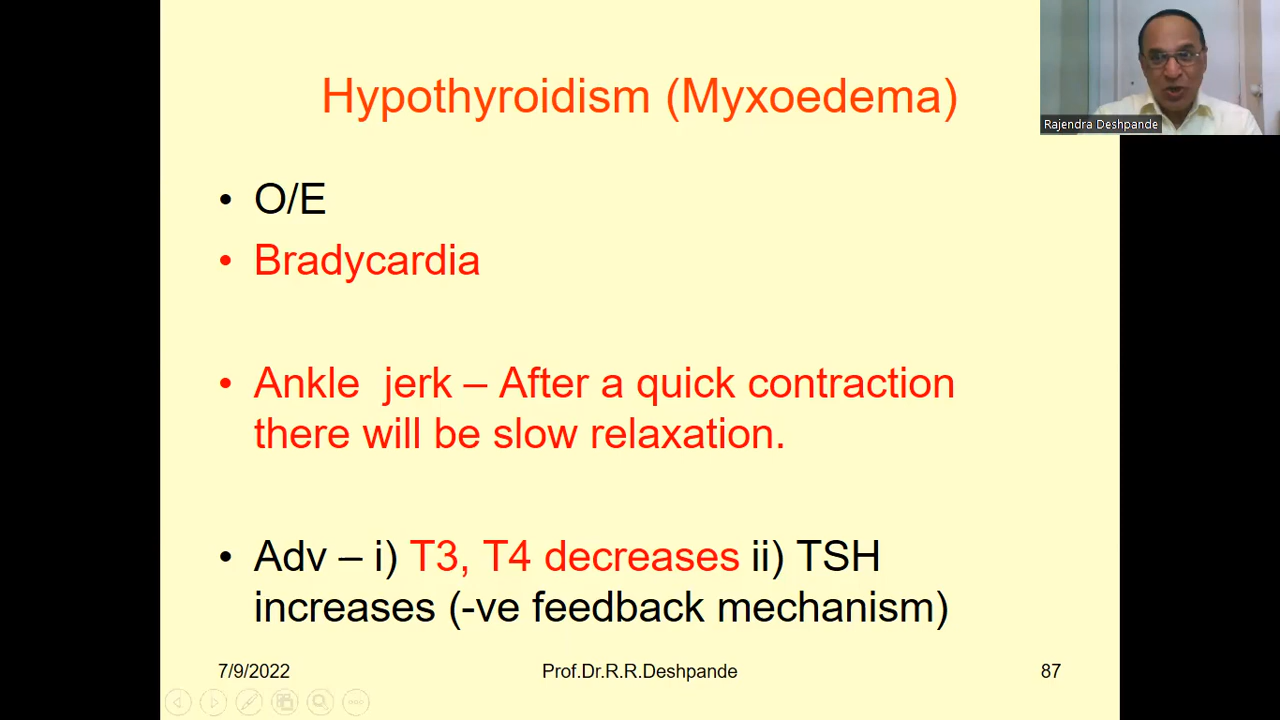 Hypothyroidism (Myxoedema)
Rajendra Deshpande
• O/E
• Bradycardia
• Ankle jerk – After a quick contraction
there will be slow relaxation.
• Adv – i) T3, T4 decreases ii) TSH
increases (-ve feedback mechanism)
7/9/2022
Prof.Dr.R.R.Deshpande
87